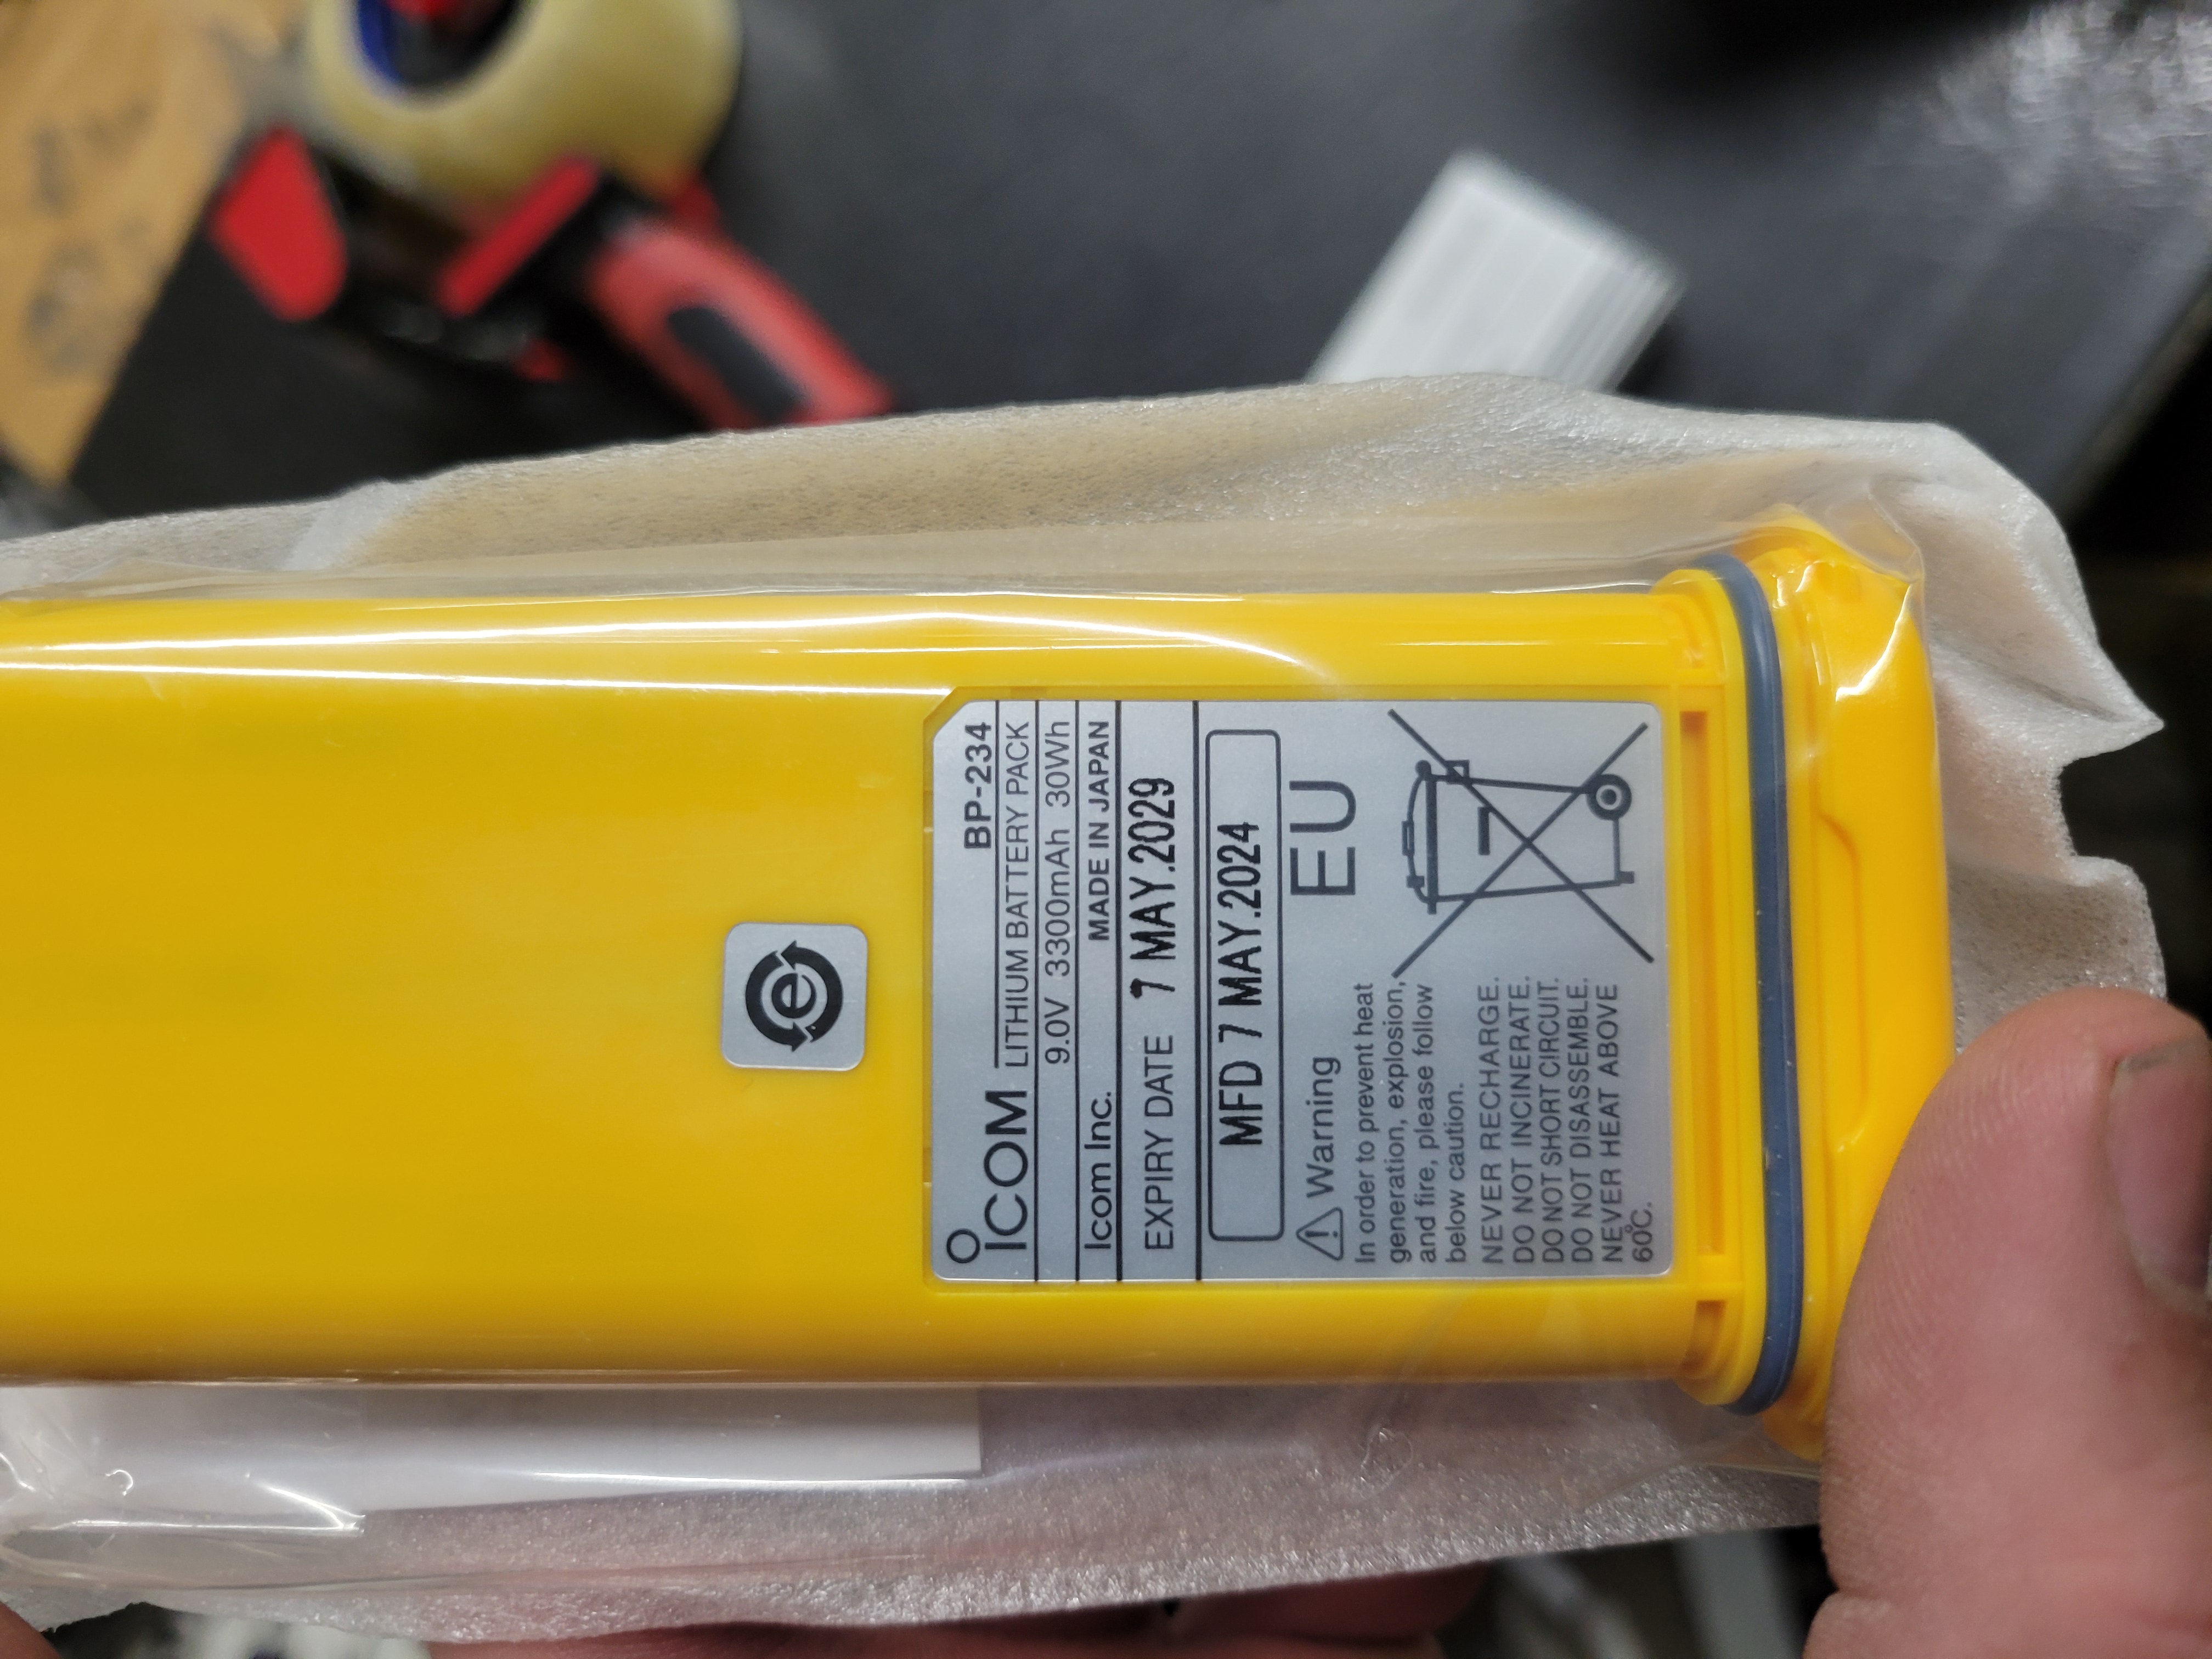 ICOM
BP-234
LITHIUM BATTERY PACK
9.0V 3300mAh 30Wh
Icom Inc. MADE IN JAPAN
EXPIRY DATE 7 MAY.2029
MFD 7 MAY.2024
EU
Warning
In order to prevent heat
generation, explosion,
and fire, please follow
below caution.
NEVER RECHARGE.
DO NOT INCINERATE.
DO NOT SHORT CIRCUIT.
DO NOT DISASSEMBLE.
NEVER HEAT ABOVE
60°C.
e